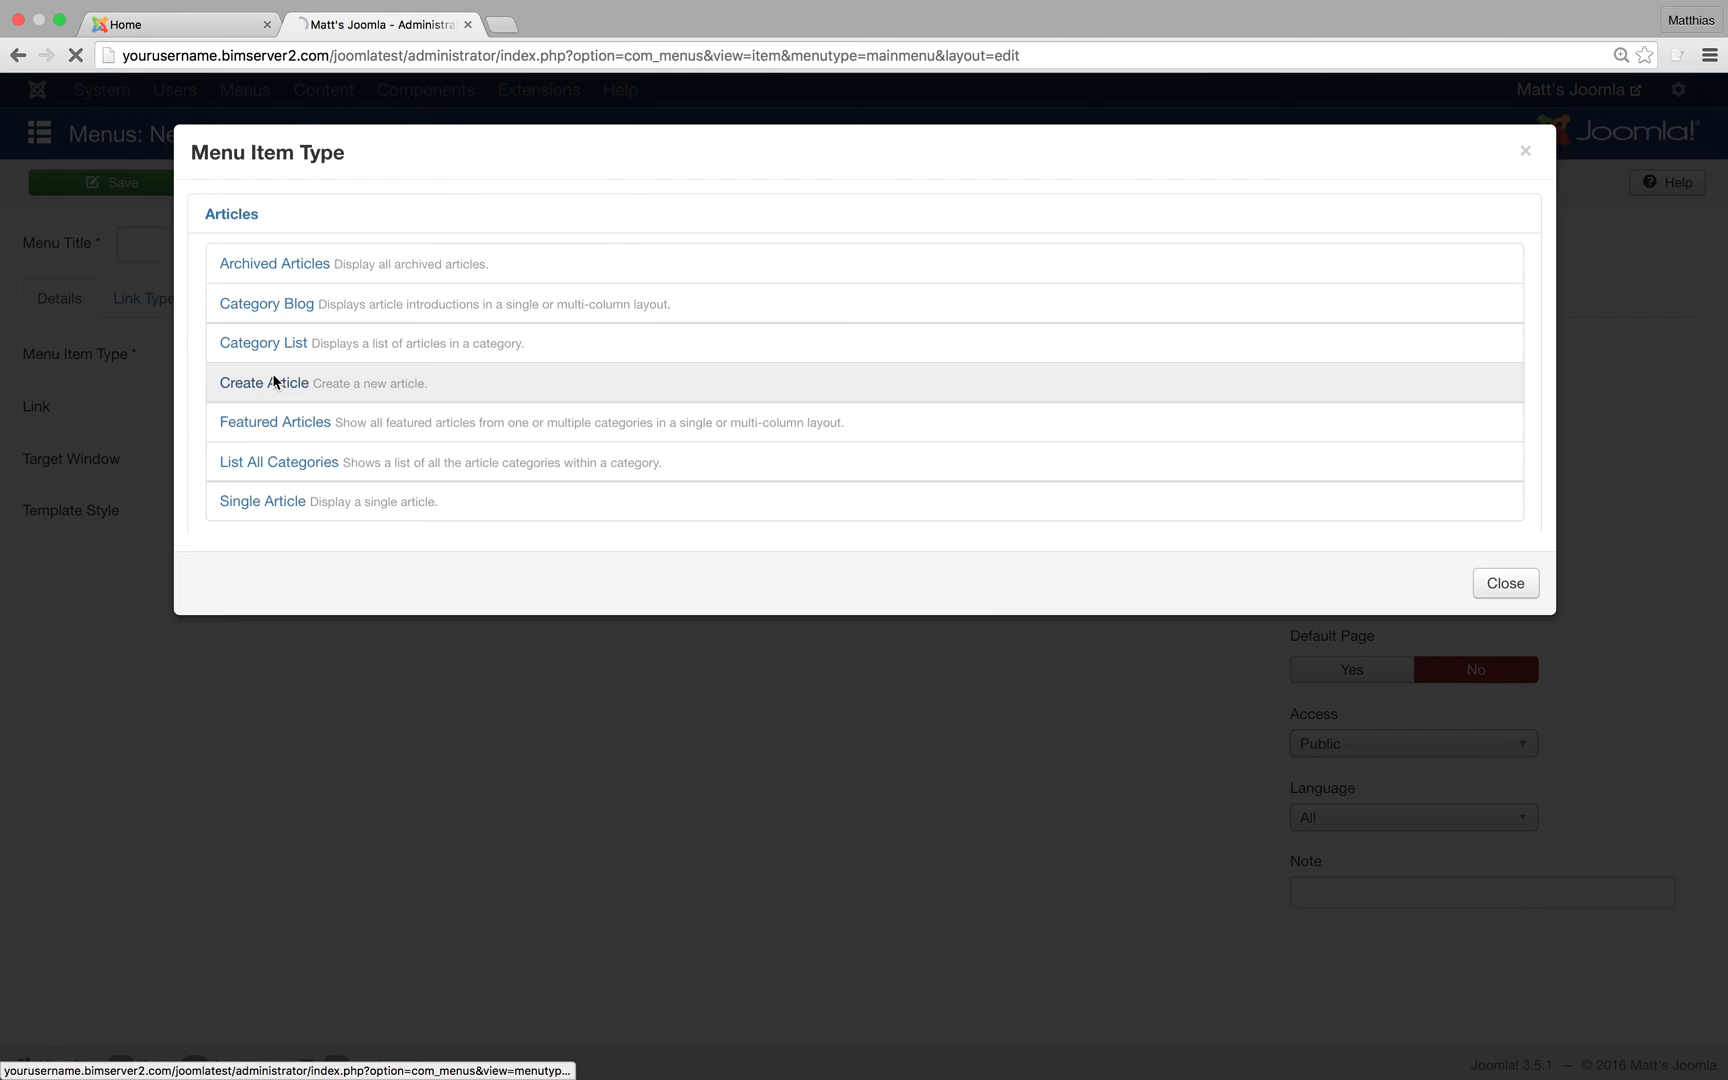 Home
Matt's Joomla - Administra
Matthias
yourusername.bimserver2.com/joomlatest/administrator/index.php?option=com_menus&view=item&menutype=mainmenu&layout=edit
System Users Menus Content Components Extensions Help
Matt's Joomla
Menus: Ne
Joomla!®
Save
Help
Menu Title *
Details
Link Type
Menu Item Type *
Link
Target Window
Template Style
Menu Item Type
×
Articles
Archived Articles Display all archived articles.
Category Blog Displays article introductions in a single or multi-column layout.
Category List Displays a list of articles in a category.
Create Article Create a new article.
Featured Articles Show all featured articles from one or multiple categories in a single or multi-column layout.
List All Categories Shows a list of all the article categories within a category.
Single Article Display a single article.
Close
Default Page
Yes No
Access
Public
Language
All
Note
yourusername.bimserver2.com/joomlatest/administrator/index.php?option=com_menus&view=menutyp...
Joomla! 3.5.1 — © 2016 Matt's Joomla